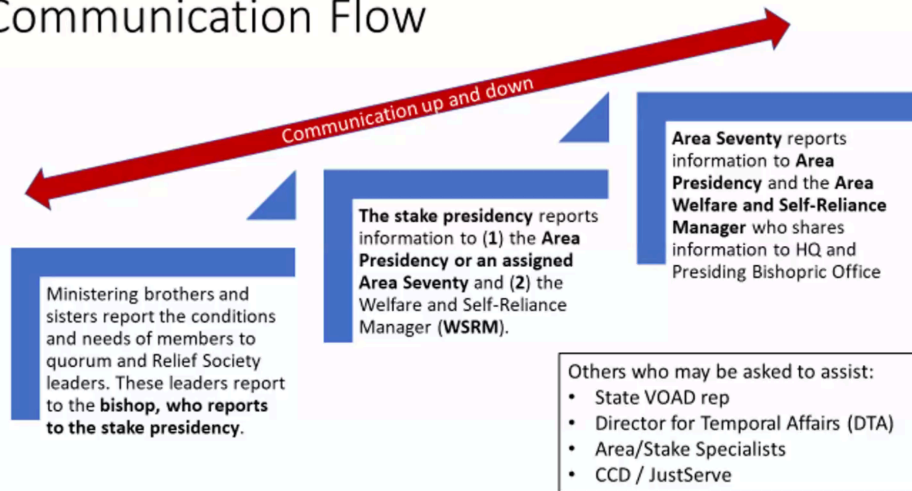 Communication Flow
Communication up and down
Ministering brothers and
sisters report the conditions
and needs of members to
quorum and Relief Society
leaders. These leaders report
to the bishop, who reports
to the stake presidency.
The stake presidency reports
information to (1) the Area
Presidency or an assigned
Area Seventy and (2) the
Welfare and Self-Reliance
Manager (WSRM).
Area Seventy reports
information to Area
Presidency and the Area
Welfare and Self-Reliance
Manager who shares
information to HQ and
Presiding Bishopric Office
Others who may be asked to assist:
• State VOAD rep
• Director for Temporal Affairs (DTA)
• Area/Stake Specialists
• CCD / JustServe